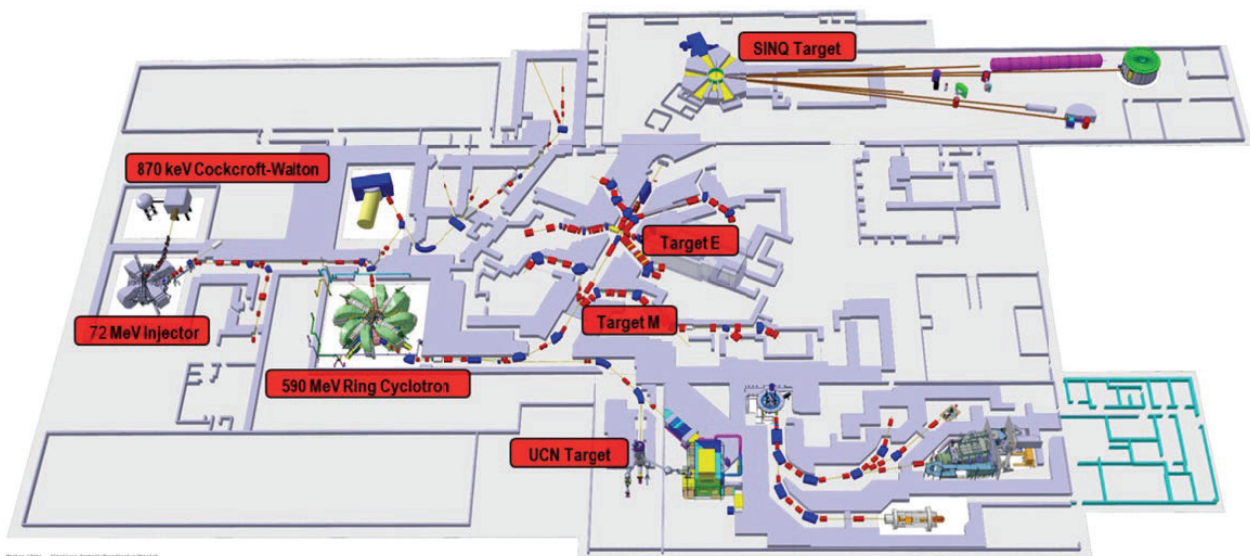 SINQ Target
870 keV Cockcroft-Walton
Target E
72 MeV Injector
Target M
590 MeV Ring Cyclotron
UCN Target